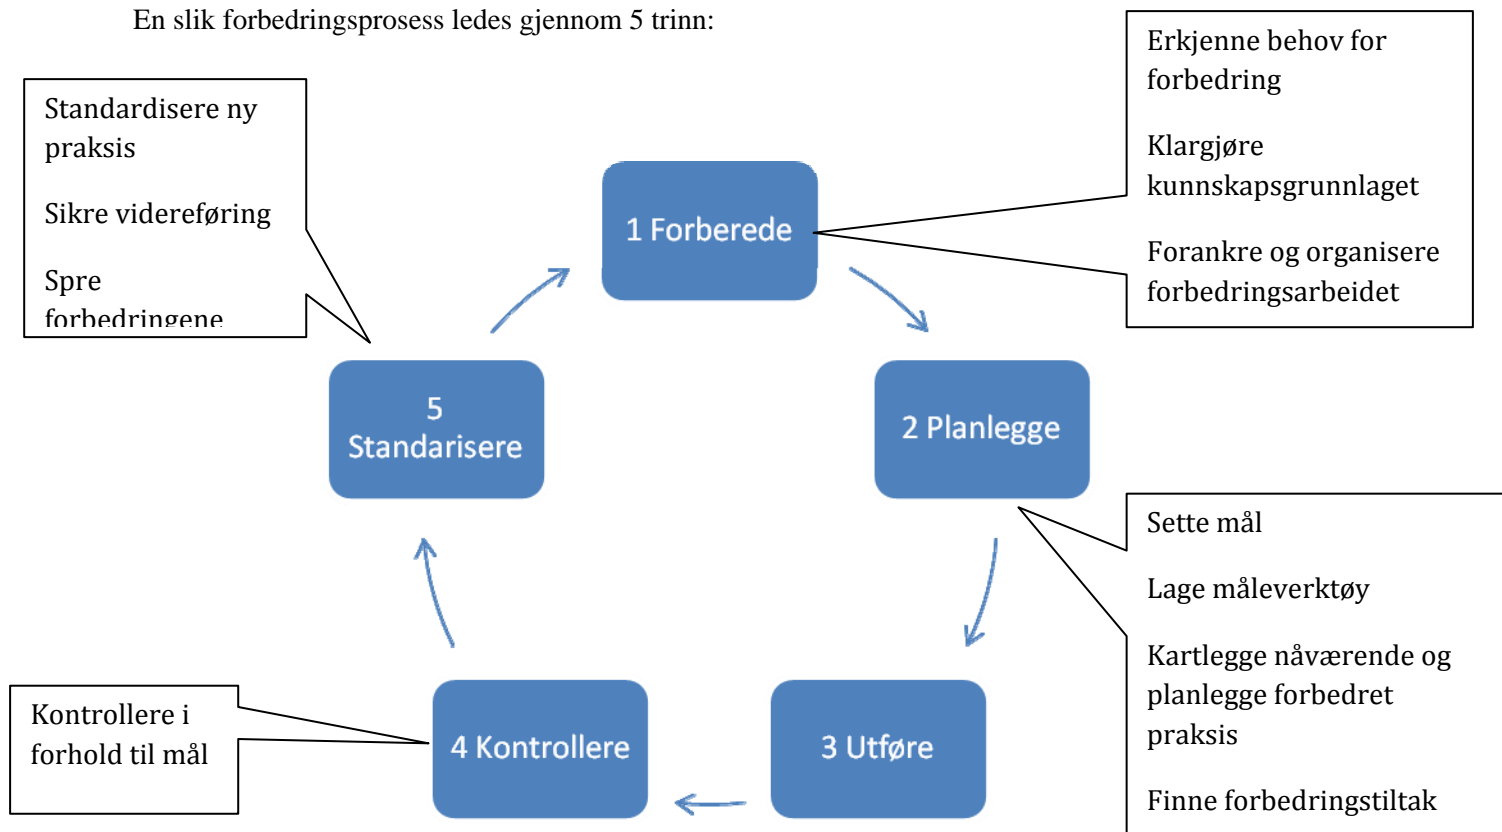 En slik forbedringsprosess ledes gjennom 5 trinn:
Erkjenne behov for
forbedring
Klargjøre
kunnskapsgrunnlaget
Forankre og organisere
forbedringsarbeidet
Standardisere ny
praksis
Sikre videreføring
Spre
forbedringene
1 Forberede
5
Standarisere
2 Planlegge
Sette mål
Lage måleverktøy
Kartlegge nåværende og
planlegge forbedret
praksis
Finne forbedringstiltak
Kontrollere i
forhold til mål
4 Kontrollere
3 Utføre